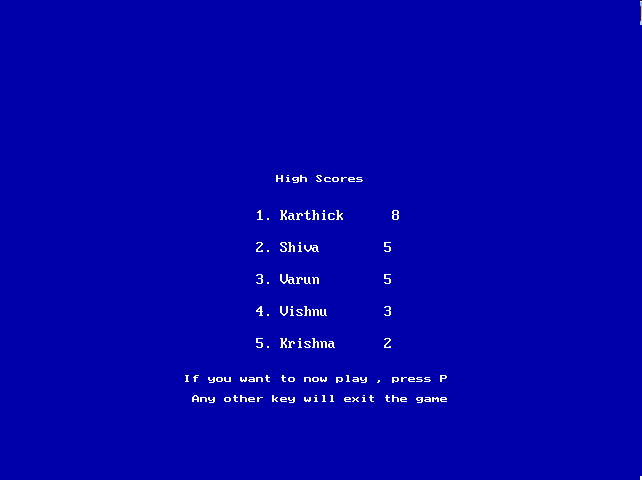 High Scores
1. Karthick 8
2. Shiva 5
3. Varun 5
4. Vishnu 3
5. Krishna 2
If you want to now play , press P
Any other key will exit the game